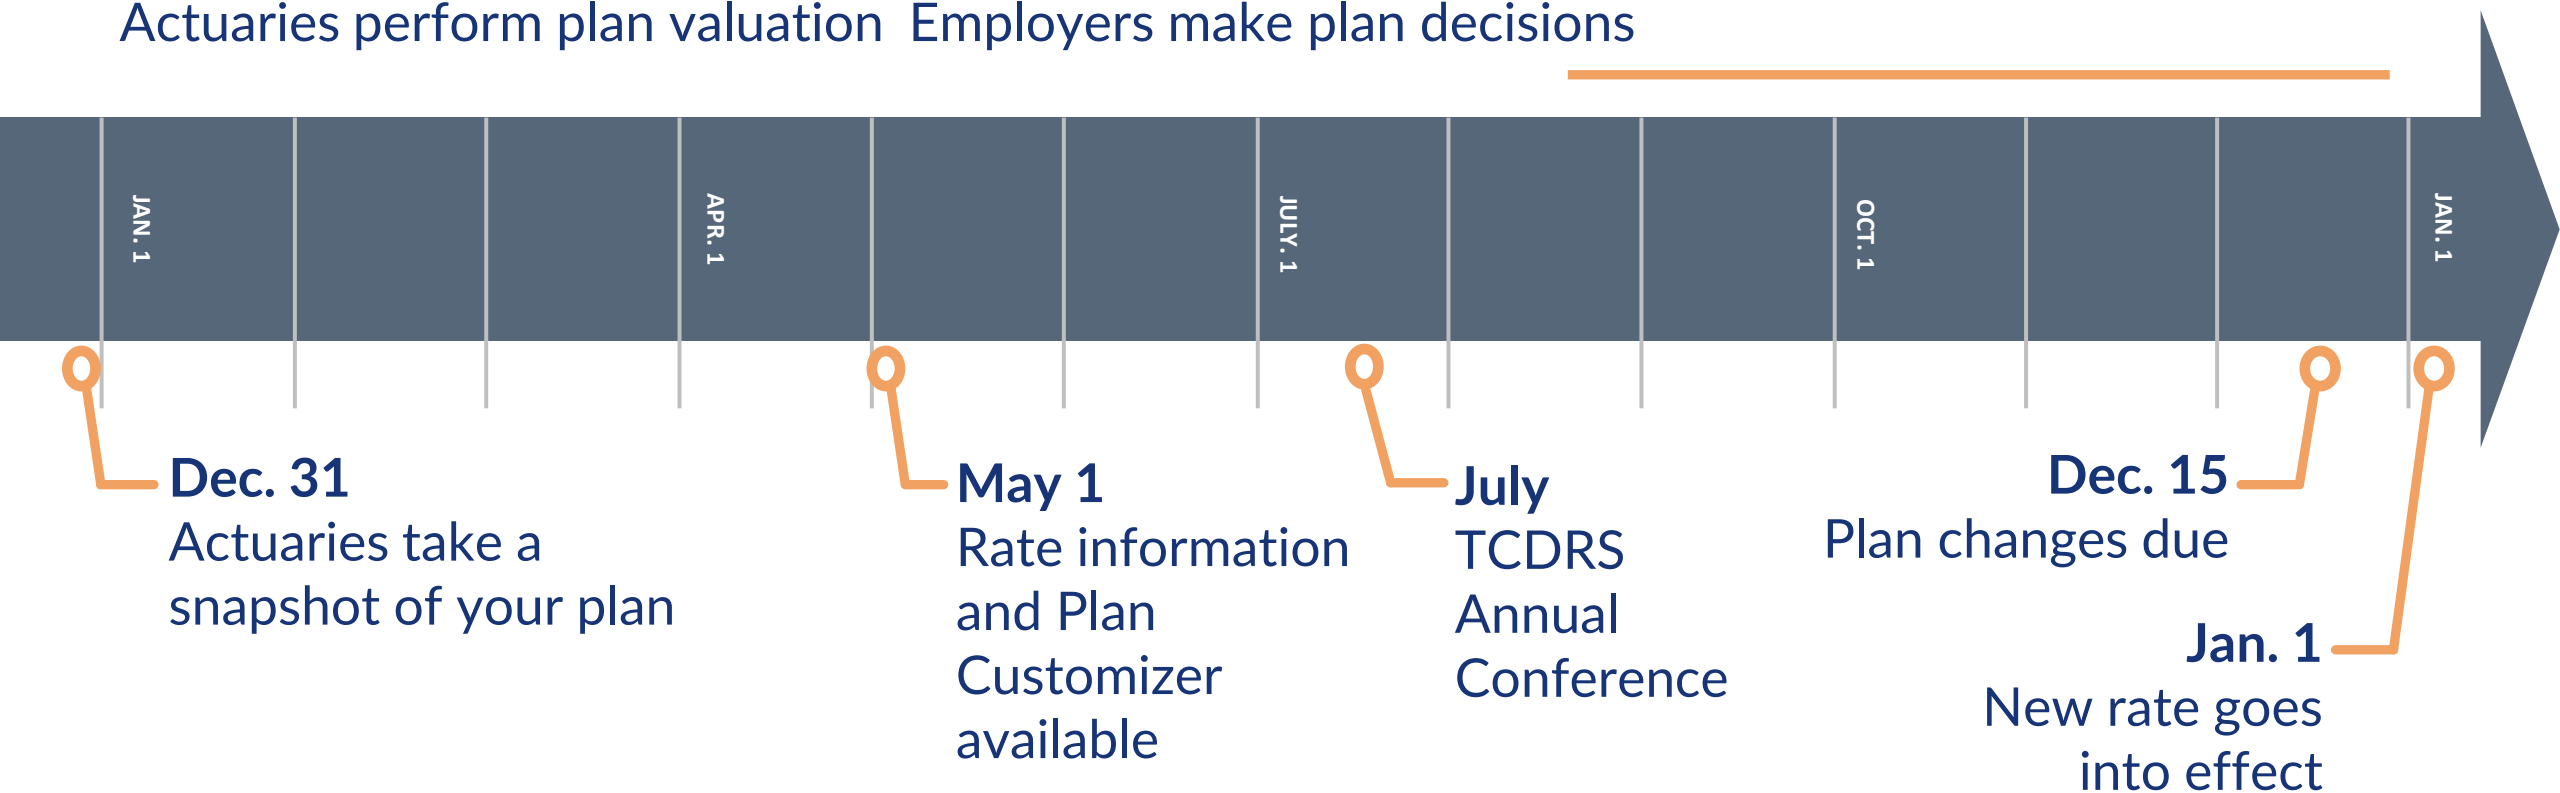 Actuaries perform plan valuation Employers make plan decisions
JAN. 1
APR. 1
JULY. 1
OCT. 1
JAN. 1
Dec. 31
Actuaries take a
snapshot of your plan
May 1
Rate information
and Plan
Customizer
available
July
TCDRS
Annual
Conference
Dec. 15
Plan changes due
Jan. 1
New rate goes
into effect